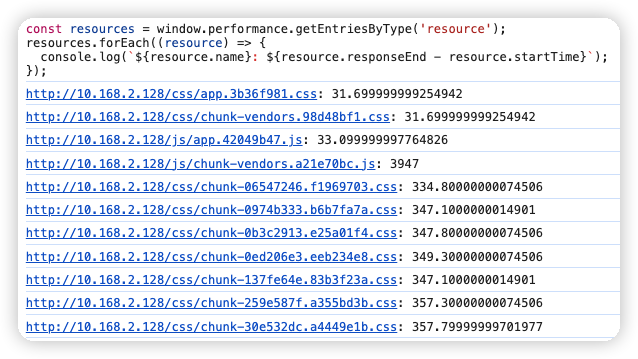 const resources = window.performance.getEntriesByType('resource');
resources.forEach((resource) => {
  console.log(`${resource.name}: ${resource.responseEnd - resource.startTime}`);
});
http://10.168.2.128/css/app.3b36f981.css: 31.699999999254942
http://10.168.2.128/css/chunk-vendors.98d48bf1.css: 31.699999999254942
http://10.168.2.128/js/app.42049b47.js: 33.099999997764826
http://10.168.2.128/js/chunk-vendors.a21e70bc.js: 3947
http://10.168.2.128/css/chunk-06547246.f1969703.css: 334.80000000074506
http://10.168.2.128/css/chunk-0974b333.b6b7fa7a.css: 347.1000000014901
http://10.168.2.128/css/chunk-0b3c2913.e25a01f4.css: 347.80000000074506
http://10.168.2.128/css/chunk-0ed206e3.eeb234e8.css: 349.30000000074506
http://10.168.2.128/css/chunk-137fe64e.83b3f23a.css: 347.1000000014901
http://10.168.2.128/css/chunk-259e587f.a355bd3b.css: 357.30000000074506
http://10.168.2.128/css/chunk-30e532dc.a4449e1b.css: 357.79999999701977